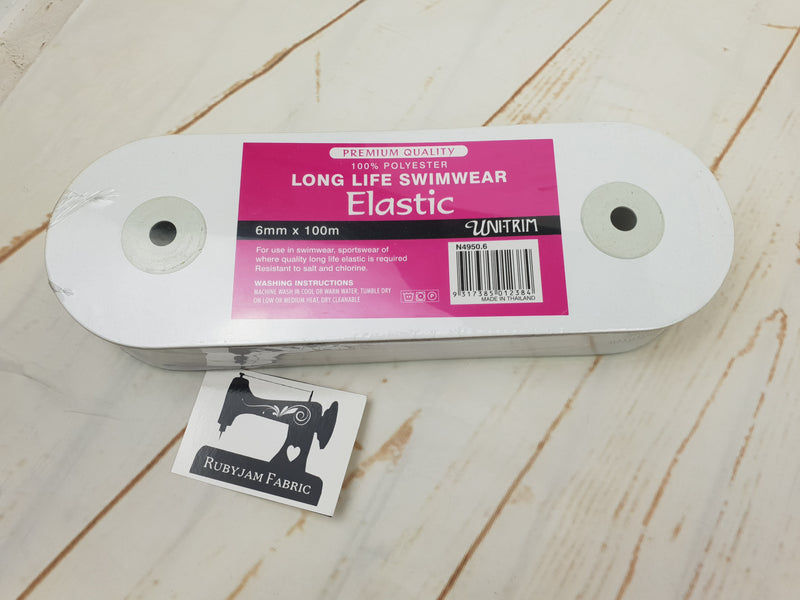 PREMIUM QUALITY
100% POLYESTER
LONG LIFE SWIMWEAR
Elastic
6mm x 100m
UNI-TRIM
For use in swimwear, sportswear of
where quality long life elastic is required
Resistant to salt and chlorine.
WASHING INSTRUCTIONS
MACHINE WASH IN COOL OR WARM WATER, TUMBLE DRY
ON LOW OR MEDIUM HEAT, DRY CLEANABLE
N4950.6
9 317385 012384
MADE IN THAILAND
RUBYJAM FABRIC